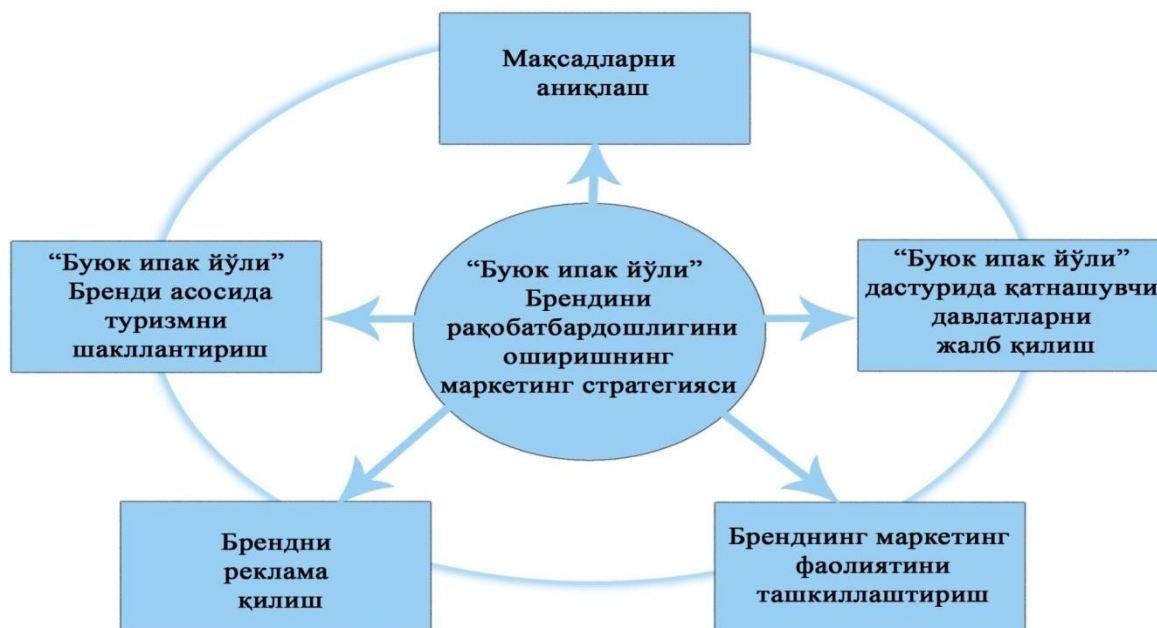 Мақсадларни
аниқлаш
“Буюк ипак йўли”
Бренди асосида
туризмни
шакллантириш
“Буюк ипак йўли”
Брендини
рақобатбардошлигини
оширишнинг
маркетинг стратегияси
“Буюк ипак йўли”
дастурида қатнашувчи
давлатларни
жалб қилиш
Брендни
реклама
қилиш
Бренднинг маркетинг
фаолиятини
ташкиллаштириш